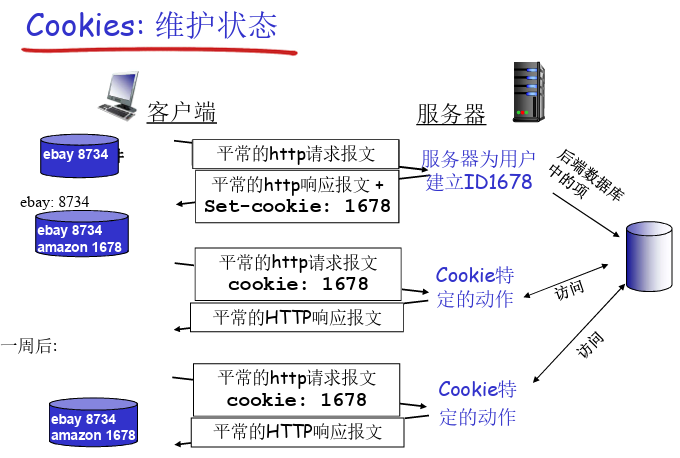 Cookies: 维护状态
客户端
服务器
ebay 8734
平常的http请求报文
服务器为用户
建立ID1678
后端数据库
中的项
平常的http响应报文 +
Set-cookie: 1678
ebay: 8734
ebay 8734
amazon 1678
平常的http请求报文
cookie: 1678
Cookie特
定的动作
访问
平常的HTTP响应报文
一周后:
访问
平常的http请求报文
cookie: 1678
Cookie特
定的动作
ebay 8734
amazon 1678
平常的HTTP响应报文